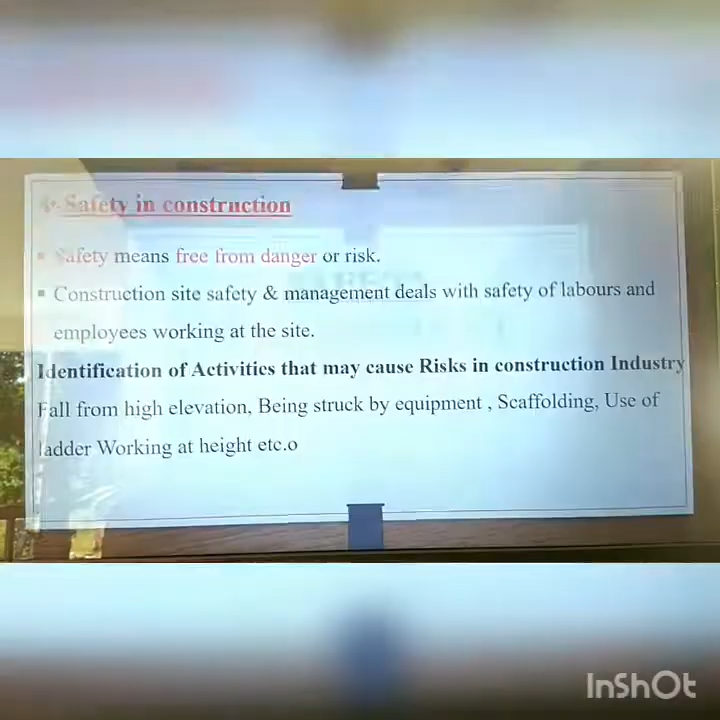 Safety in construction
Safety means free from danger or risk.
Construction site safety & management deals with safety of labours and
employees working at the site.
Identification of Activities that may cause Risks in construction Industry
Fall from high elevation, Being struck by equipment , Scaffolding, Use of
ladder Working at height etc.o
InShOt